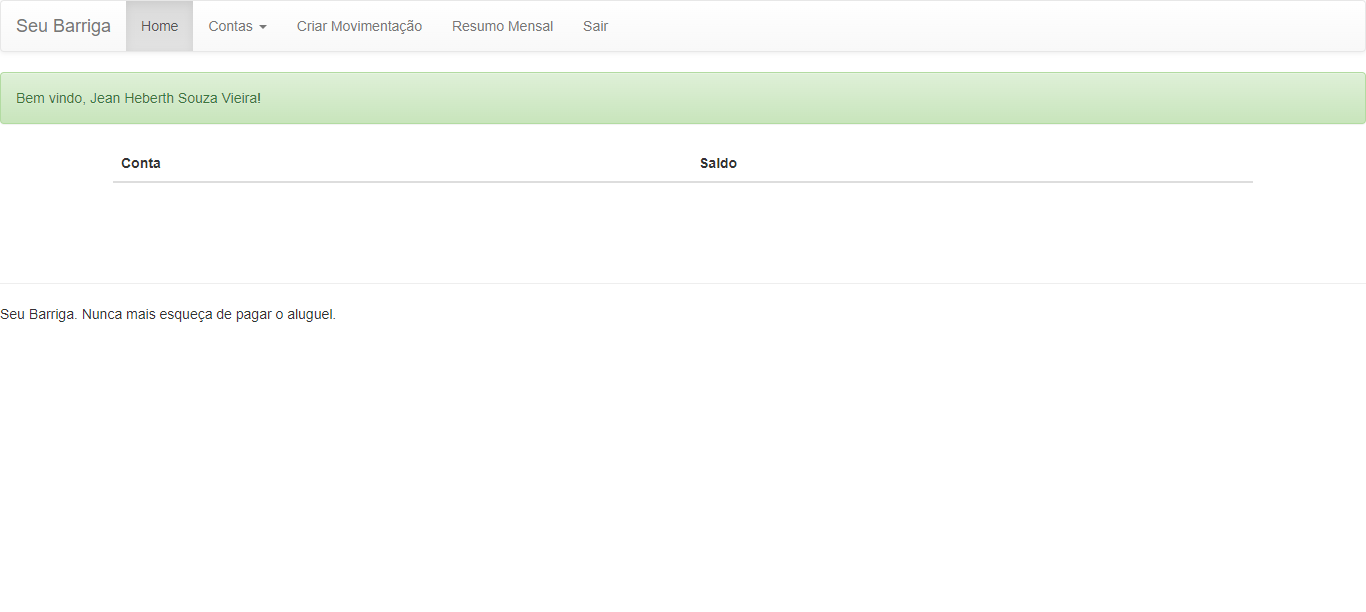 Seu Barriga Home Contas Criar Movimentação Resumo Mensal Sair
Bem vindo, Jean Heberth Souza Vieira!
Conta Saldo
Seu Barriga. Nunca mais esqueça de pagar o aluguel.